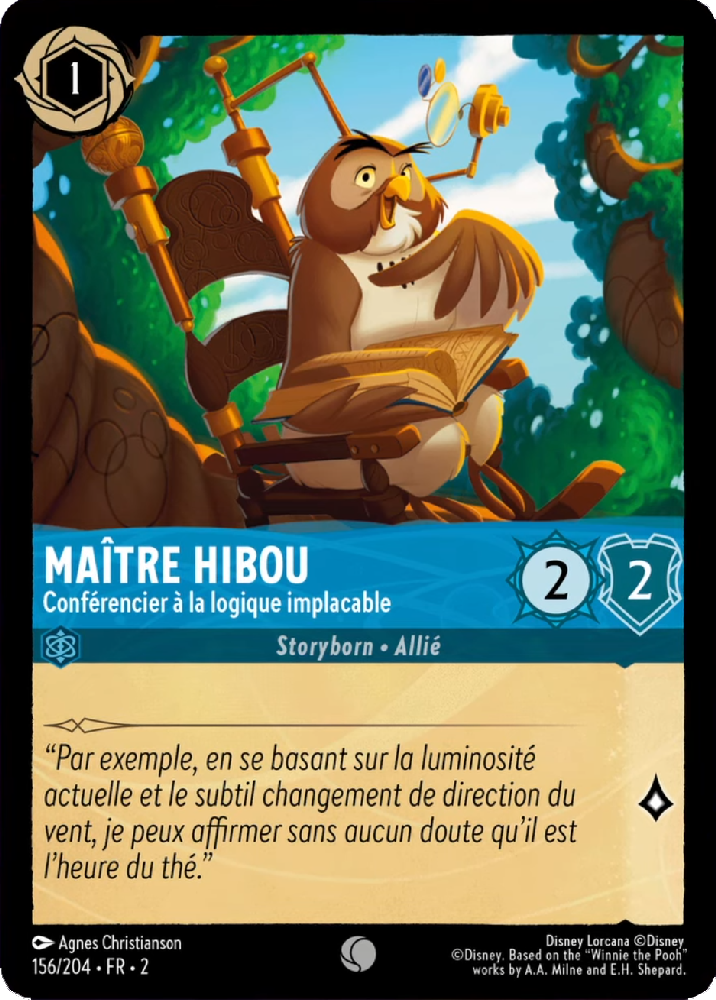 1
MAÎTRE HIBOU
Conférencier à la logique implacable
2
2
Storyborn • Allié
“Par exemple, en se basant sur la luminosité
actuelle et le subtil changement de direction du
vent, je peux affirmer sans aucun doute qu’il est
l’heure du thé.”
Agnes Christianson
156/204 • FR • 2
Disney Lorcana ©Disney
©Disney. Based on the “Winnie the Pooh”
works by A.A. Milne and E.H. Shepard.